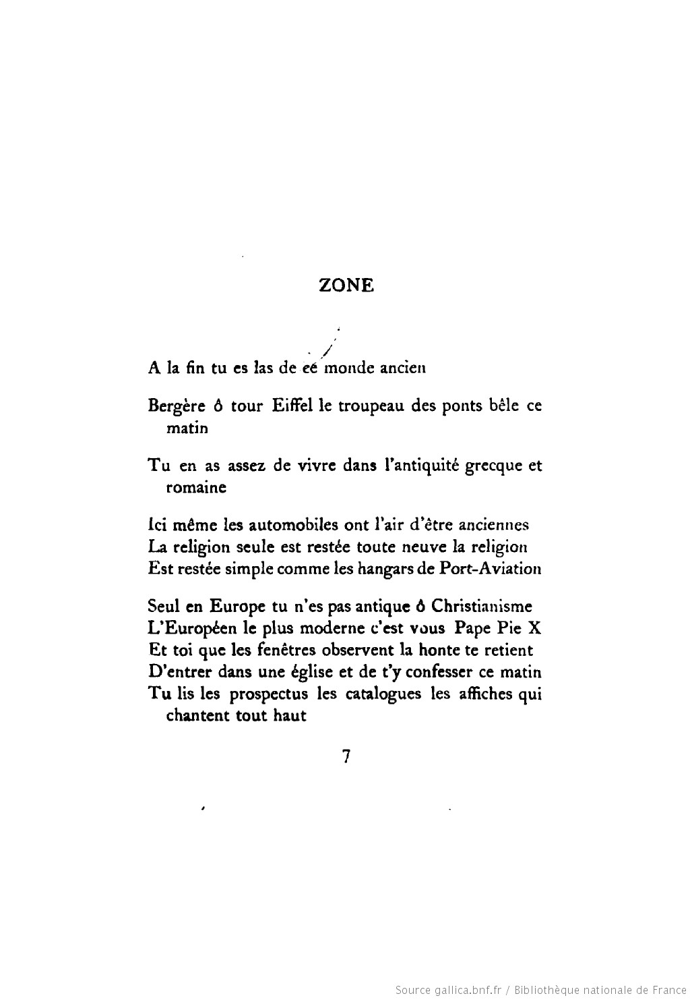 ZONE
A la fin tu es las de ce monde ancien
Bergère ô tour Eiffel le troupeau des ponts bêle ce
matin
Tu en as assez de vivre dans l'antiquité grecque et
romaine
Ici même les automobiles ont l'air d'être anciennes
La religion seule est restée toute neuve la religion
Est restée simple comme les hangars de Port-Aviation
Seul en Europe tu n'es pas antique ô Christianisme
L'Européen le plus moderne c'est vous Pape Pie X
Et toi que les fenêtres observent la honte te retient
D'entrer dans une église et de t'y confesser ce matin
Tu lis les prospectus les catalogues les affiches qui
chantent tout haut
7
Source gallica.bnf.fr / Bibliothèque nationale de France